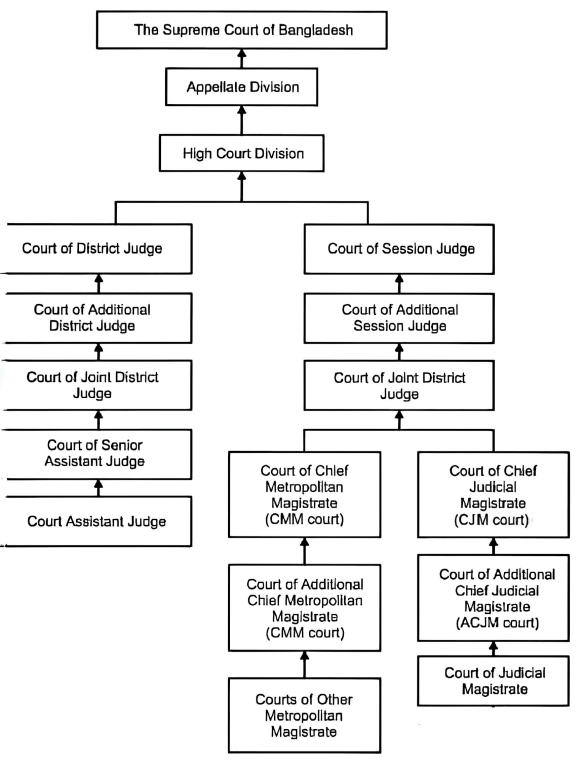 The Supreme Court of Bangladesh
Appellate Division
High Court Division
Court of District Judge
Court of Additional
District Judge
Court of Joint District
Judge
Court of Senior
Assistant Judge
Court Assistant Judge
Court of Session Judge
Court of Additional
Session Judge
Court of Joint District
Judge
Court of Chief
Metropolitan
Magistrate
(CMM court)
Court of Additional
Chief Metropolitan
Magistrate
(CMM court)
Courts of Other
Metropolitan
Magistrate
Court of Chief
Judicial
Magistrate
(CJM court)
Court of Additional
Chief Judicial
Magistrate
(ACJM court)
Court of Judicial
Magistrate